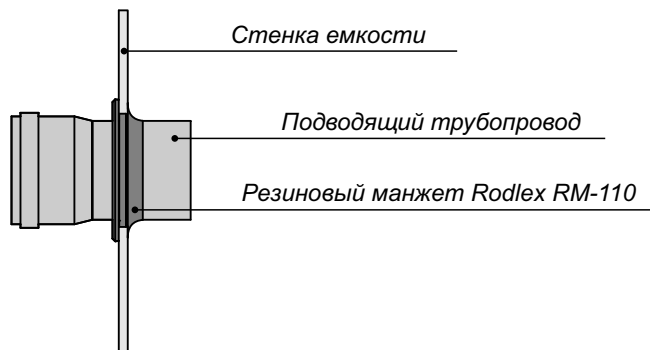 Стенка емкости
Подводящий трубопровод
Резиновый манжет Rodlex RM-110